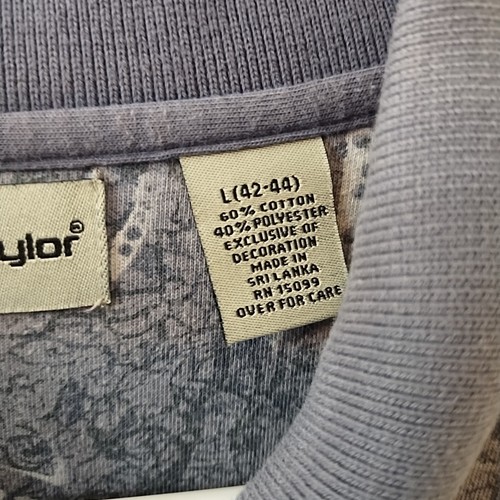 ylor®
L(42-44)
60% COTTON
40% POLYESTER
EXCLUSIVE OF
DECORATION
MADE IN
SRI LANKA
RN 15099
OVER FOR CARE